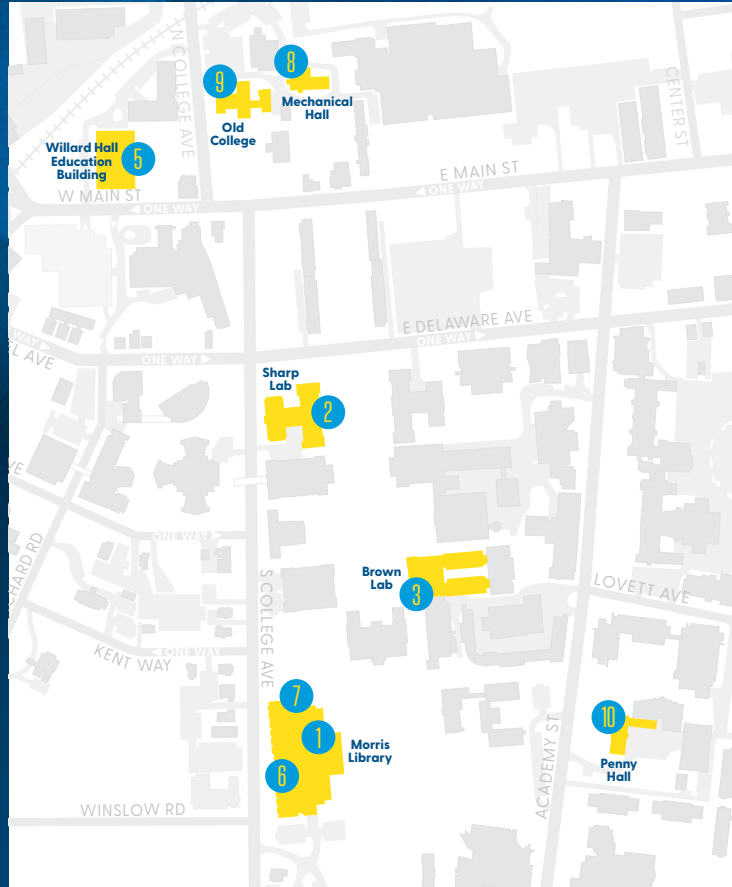 N COLLEGE AVE
8
9
Mechanical
Hall
Old
College
CENTER ST
Willard Hall
Education
Building
5
E MAIN ST
W MAIN ST
ONE WAY
ONE WAY
E DELAWARE AVE
ONE WAY
ONE WAY
Sharp
Lab
2
ONE WAY
Brown
Lab
3
LOVETT AVE
S COLLEGE AVE
ONE WAY
KENT WAY
7
10
1
Morris
Library
6
Penny
Hall
ACADEMY ST
WINSLOW RD